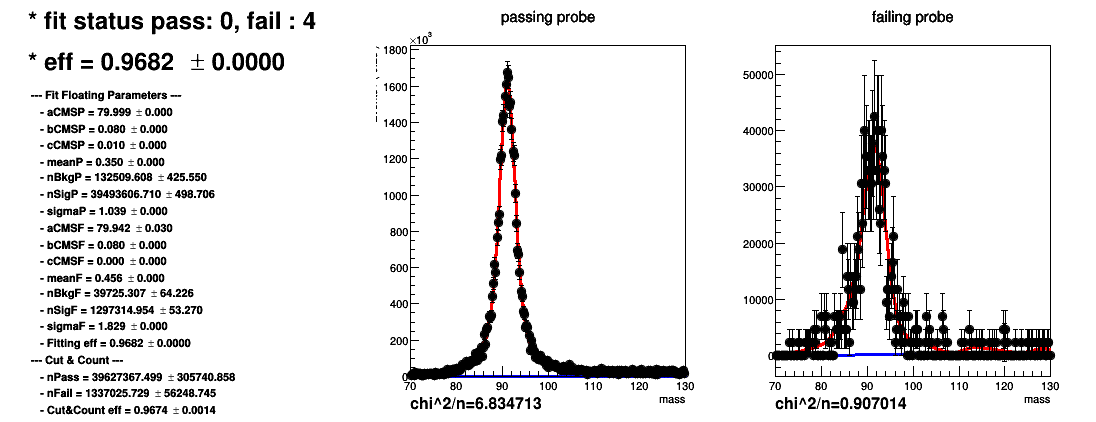 * fit status pass: 0, fail : 4
* eff = 0.9682 ± 0.0000
--- Fit Floating Parameters ---
- aCMSP = 79.999 ± 0.000
- bCMSP = 0.080 ± 0.000
- cCMSP = 0.010 ± 0.000
- meanP = 0.350 ± 0.000
- nBkgP = 132509.608 ± 425.550
- nSigP = 39493606.710 ± 498.706
- sigmaP = 1.039 ± 0.000
- aCMSF = 79.942 ± 0.030
- bCMSF = 0.080 ± 0.000
- cCMSF = 0.000 ± 0.000
- meanF = 0.456 ± 0.000
- nBkgF = 39725.307 ± 64.226
- nSigF = 1297314.954 ± 53.270
- sigmaF = 1.829 ± 0.000
- Fitting eff = 0.9682 ± 0.0000
--- Cut & Count ---
- nPass = 39627367.499 ± 305740.858
- nFail = 1337025.729 ± 56248.745
- Cut&Count eff = 0.9674 ± 0.0014
passing probe
×10³
1800
1600
1400
1200
1000
800
600
400
200
0
70 80 90 100 110 120 130
mass
chi^2/n=6.834713
failing probe
50000
40000
30000
20000
10000
0
70 80 90 100 110 120 130
mass
chi^2/n=0.907014